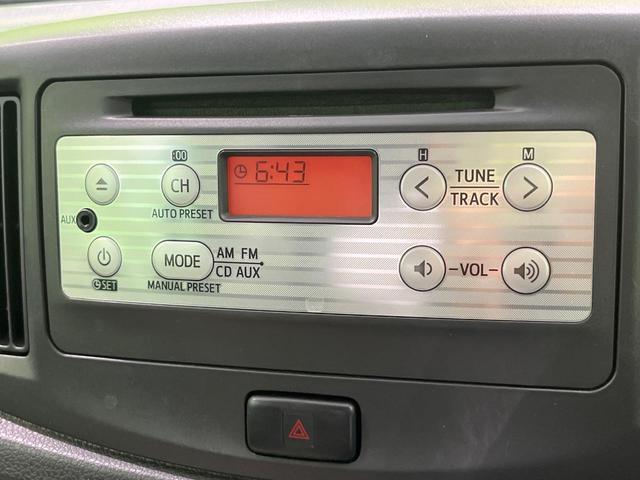 :00
H
M
6:43
CH
TUNE
TRACK
AUTO PRESET
AUX
MODE
AM FM
CD AUX
-VOL-
SET
MANUAL PRESET